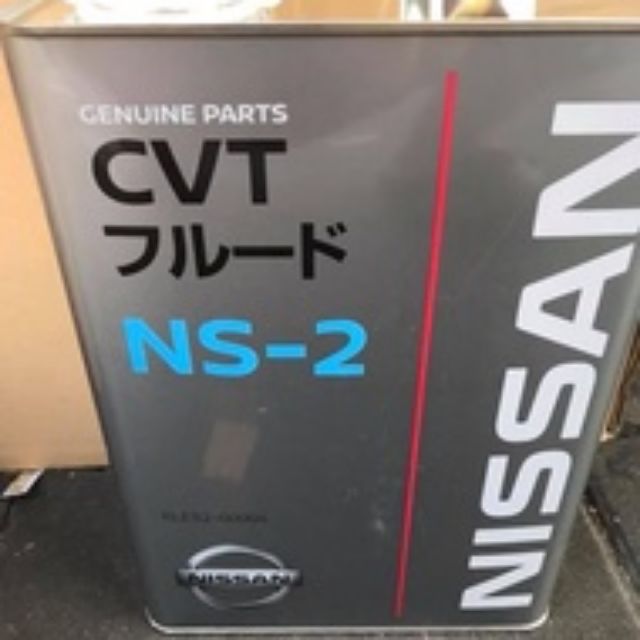 GENUINE PARTS
CVT
フルード
NS-2
NISSAN
NISSAN